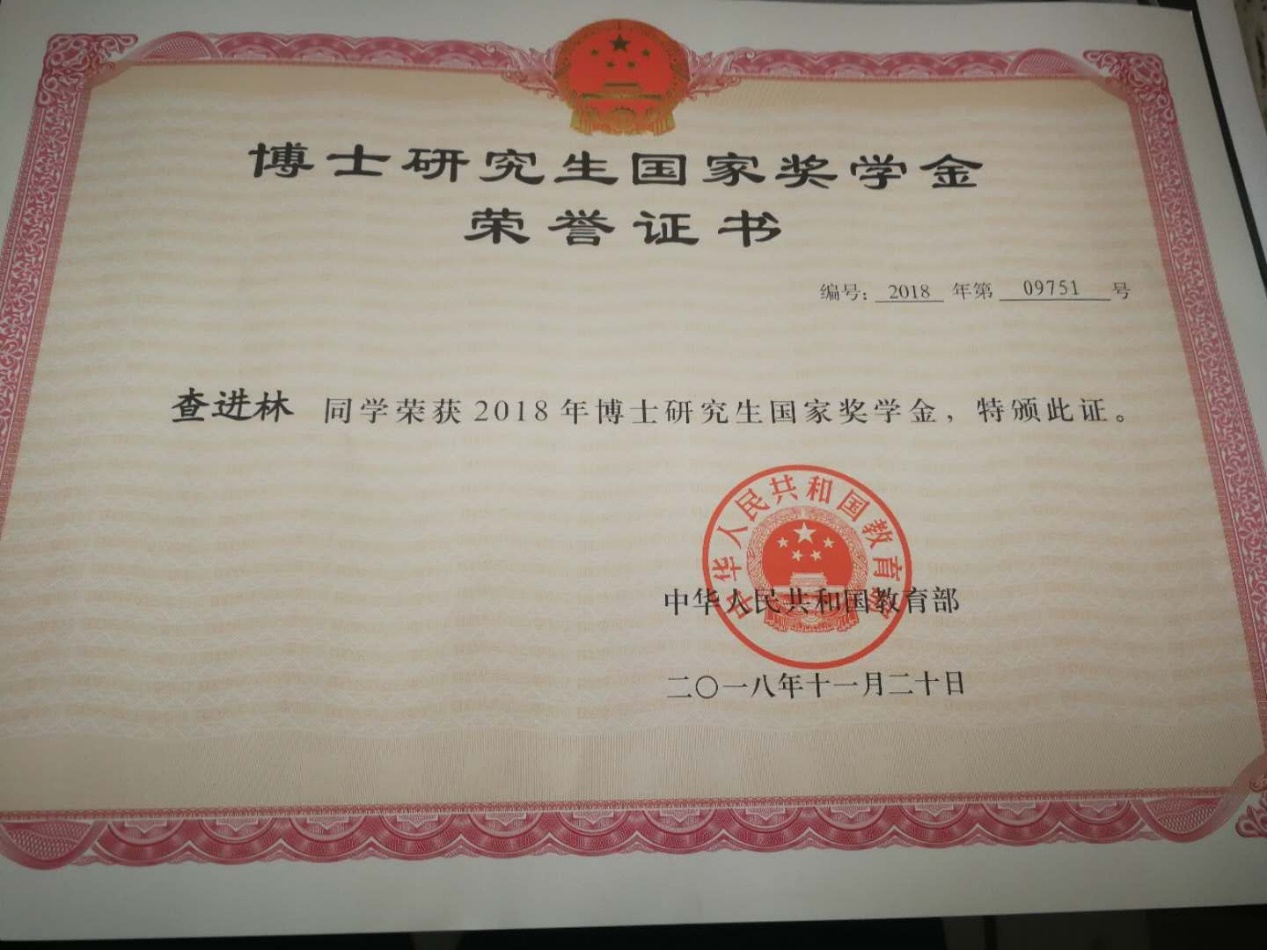 博士研究生国家奖学金
荣誉证书
编号: 2018 年第 09751 号
查进林 同学荣获2018年博士研究生国家奖学金，特颁此证。
中华人民共和国教育部
中华人民共和国教育部
二〇一八年十一月二十日